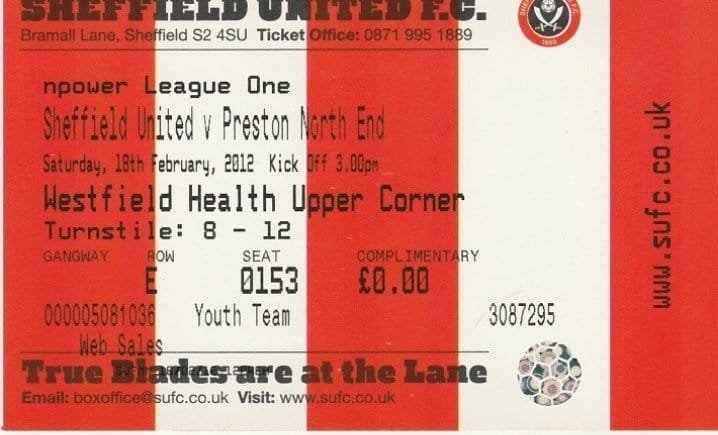 SHEFFIELD UNITED F.C.
Bramall Lane, Sheffield S2 4SU Ticket Office: 0871 995 1889
npower League One
Sheffield United v Preston North End
Saturday, 18th February, 2012 Kick Off 3.00pm
Westfield Health Upper Corner
Turnstile: 8 - 12
GANGWAY ROW SEAT COMPLIMENTARY
E 0153 £0.00
000005081036 Youth Team 3087295
Web Sales
True Blades are at the Lane
Email: boxoffice@sufc.co.uk Visit: www.sufc.co.uk
1889
www.sufc.co.uk